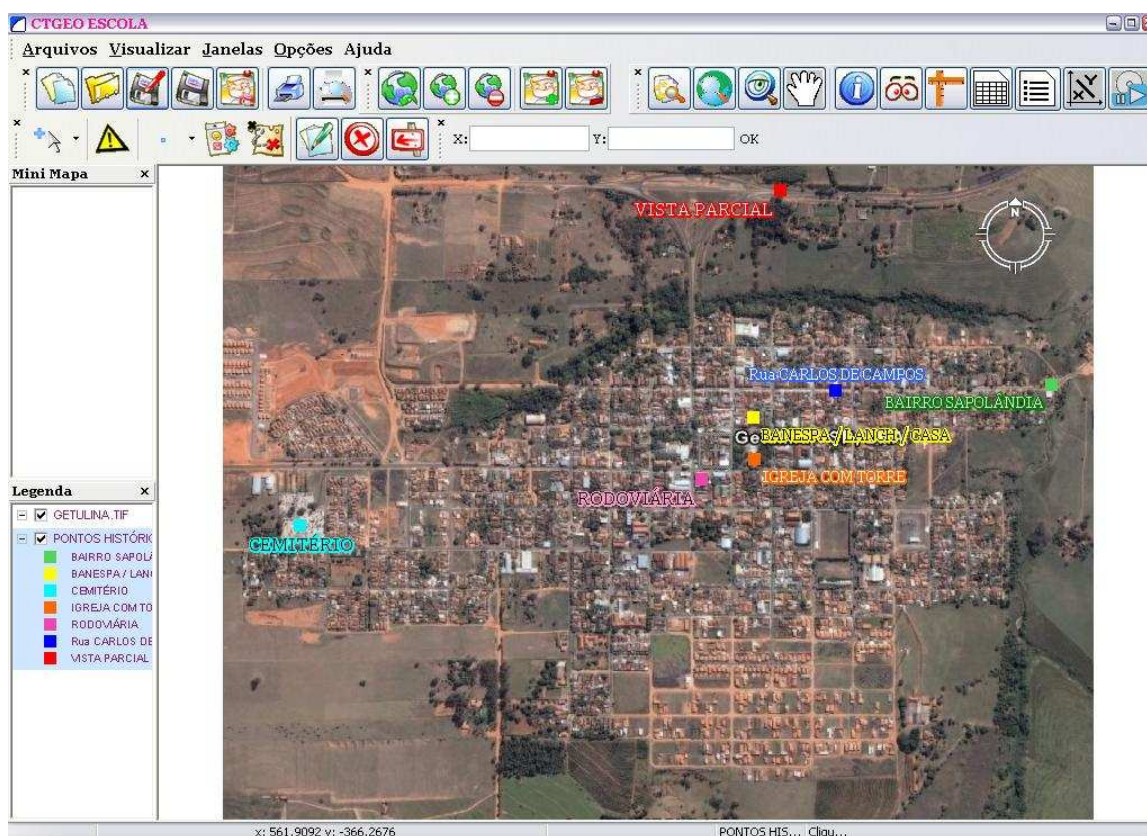 CTGEO ESCOLA
Arquivos Visualizar Janelas Opções Ajuda
X: Y: OK
Mini Mapa x
VISTA PARCIAL
N
Rua CARLOS DE CAMPOS
BAIRRO SAPOLÂNDIA
BANESPA / LANCH / CASA
IGREJA COM TORRE
RODOVIÁRIA
CEMITÉRIO
Legenda x
GETULINA.TIF
PONTOS HISTÓRIC
BAIRRO SAPOL
BANESPA / LAN
CEMITÉRIO
IGREJA COM TO
RODOVIÁRIA
Rua CARLOS DE
VISTA PARCIAL
x: 561.9092 y: -366.2676 PONTOS HIS... Cliqu...